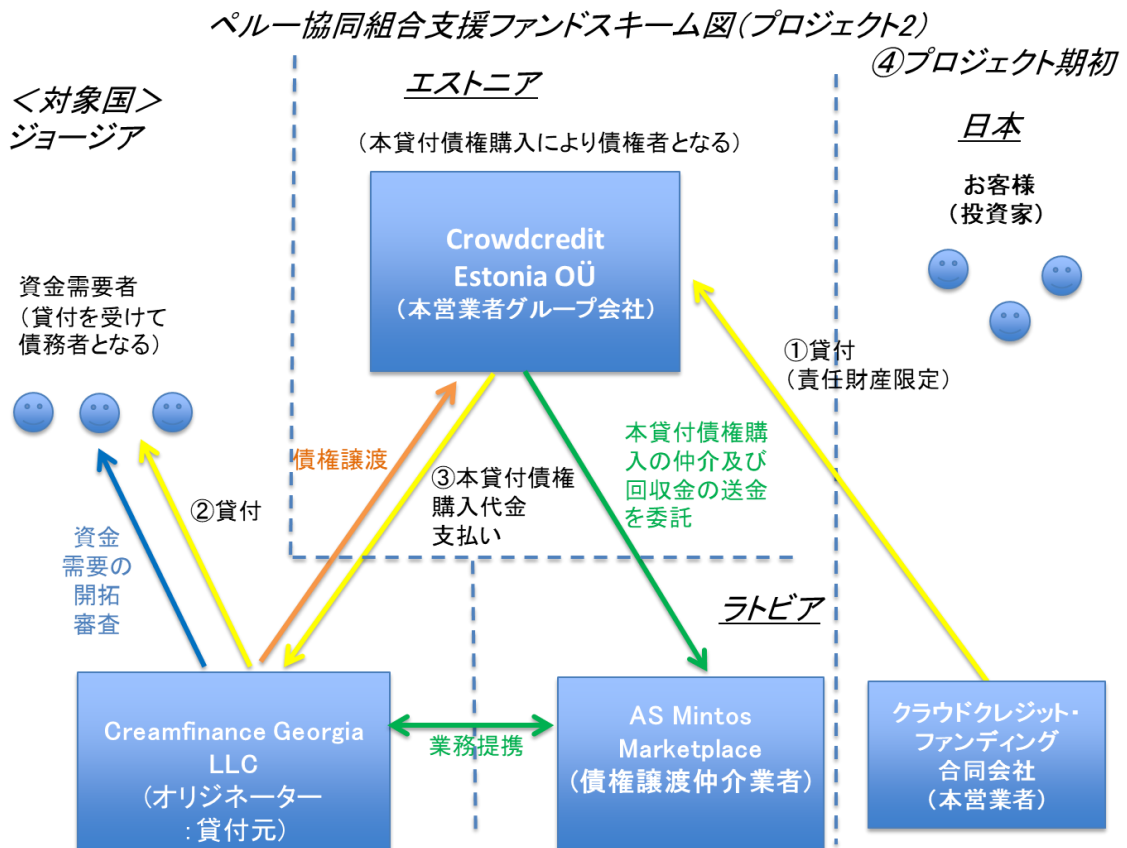 ペルー協同組合支援ファンドスキーム図(プロジェクト2)
④プロジェクト期初
<対象国>
ジョージア
エストニア
(本貸付債権購入により債権者となる)
日本
お客様
(投資家)
Crowdcredit
Estonia OÜ
(本営業者グループ会社)
資金需要者
(貸付を受けて
債務者となる)
①貸付
(責任財産限定)
債権譲渡
③本貸付債権
購入代金
支払い
本貸付債権購
入の仲介及び
回収金の送金
を委託
②貸付
資金
需要の
開拓
審査
ラトビア
Creamfinance Georgia
LLC
(オリジネーター
:貸付元)
業務提携
AS Mintos
Marketplace
(債権譲渡仲介業者)
クラウドクレジット・
ファンディング
合同会社
(本営業者)